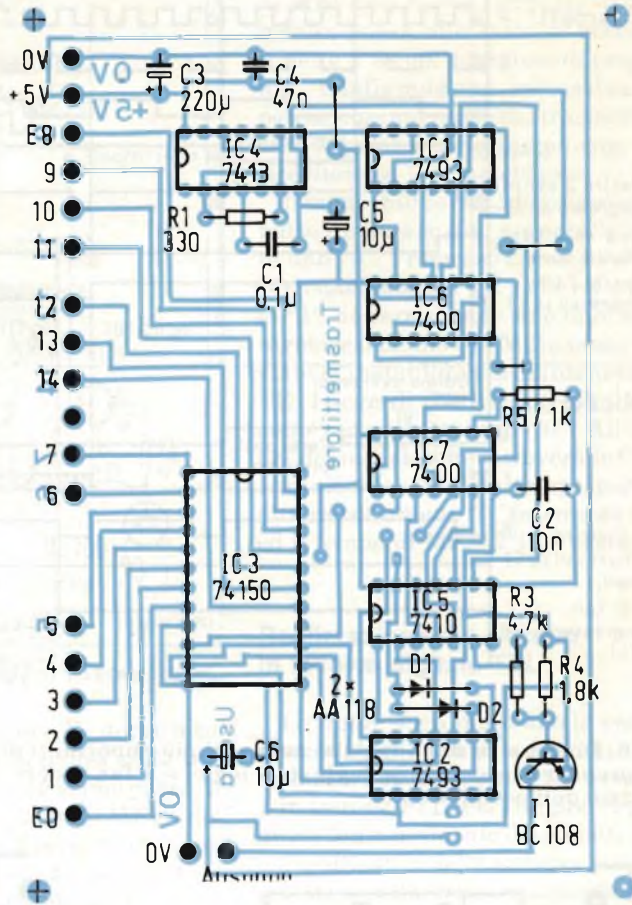 0V
+5V
E8
9
10
11
12
13
14
7
6
5
4
3
2
1
E0
0V
0V
+5V
C3
220µ
C4
47n
IC4
7413
IC1
7493
R1
330
C5
10µ
C1
0,1µ
IC6
7400
Trasmettitore
R5 / 1k
IC7
7400
C2
10n
IC3
74150
IC5
7410
R3
4,7k
D1
R4
1,8k
2×
AA118
D2
C6
10µ
IC2
7493
T1
BC108
0V